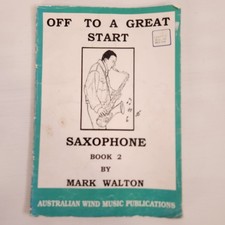 OFF TO A GREAT
START
SAXOPHONE
BOOK 2
BY
MARK WALTON
AUSTRALIAN WIND MUSIC PUBLICATIONS